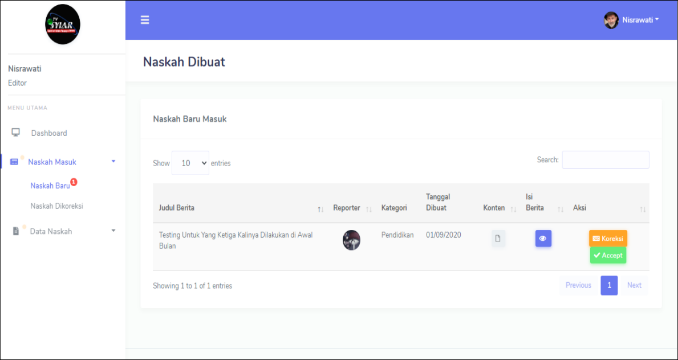 SYIAR
Nisrawati
Nisrawati
Editor
MENU UTAMA
Dashboard
Naskah Masuk
Naskah Baru 1
Naskah Dikoreksi
Data Naskah
Naskah Dibuat
Naskah Baru Masuk
Show 10 entries
Search:
Judul Berita Reporter Kategori Tanggal Dibuat Konten Isi Berita Aksi
Testing Untuk Yang Ketiga Kalinya Dilakukan di Awal Bulan Pendidikan 01/09/2020 Koreksi
Accept
Showing 1 to 1 of 1 entries
Previous 1 Next